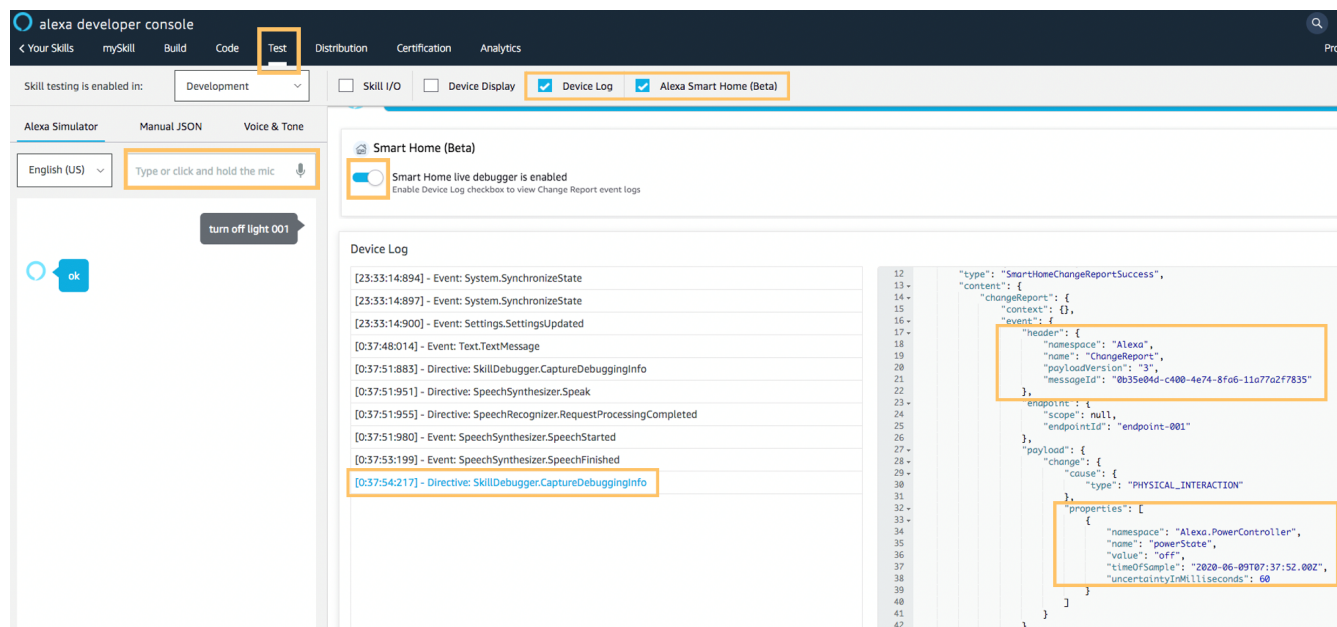 alexa developer console
< Your Skills mySkill Build Code Test Distribution Certification Analytics Pro
Skill testing is enabled in: Development Skill I/O Device Display Device Log Alexa Smart Home (Beta)
Alexa Simulator Manual JSON Voice & Tone
English (US) Type or click and hold the mic
turn off light 001
ok
Smart Home (Beta)
Smart Home live debugger is enabled
Enable Device Log checkbox to view Change Report event logs
Device Log
[23:33:14:894] - Event: System.SynchronizeState
[23:33:14:897] - Event: System.SynchronizeState
[23:33:14:900] - Event: Settings.SettingsUpdated
[0:37:48:014] - Event: Text.TextMessage
[0:37:51:883] - Directive: SkillDebugger.CaptureDebuggingInfo
[0:37:51:951] - Directive: SpeechSynthesizer.Speak
[0:37:51:955] - Directive: SpeechRecognizer.RequestProcessingCompleted
[0:37:51:980] - Event: SpeechSynthesizer.SpeechStarted
[0:37:53:199] - Event: SpeechSynthesizer.SpeechFinished
[0:37:54:217] - Directive: SkillDebugger.CaptureDebuggingInfo
12 "type": "SmartHomeChangeReportSuccess",
13 "content": {
14 "changeReport": {
15 "context": {},
16 "event": {
17 "header": {
18 "namespace": "Alexa",
19 "name": "ChangeReport",
20 "payloadVersion": "3",
21 "messageId": "0b35e04d-c400-4e74-8fa6-11a77a2f7835"
22 },
23 "endpoint": {
24 "scope": null,
25 "endpointId": "endpoint-001"
26 },
27 "payload": {
28 "change": {
29 "cause": {
30 "type": "PHYSICAL_INTERACTION"
31 },
32 "properties": [
33 {
34 "namespace": "Alexa.PowerController",
35 "name": "powerState",
36 "value": "off",
37 "timeOfSample": "2020-06-09T07:37:52.00Z",
38 "uncertaintyInMilliseconds": 60
39 }
40 ]
41 }
42 }